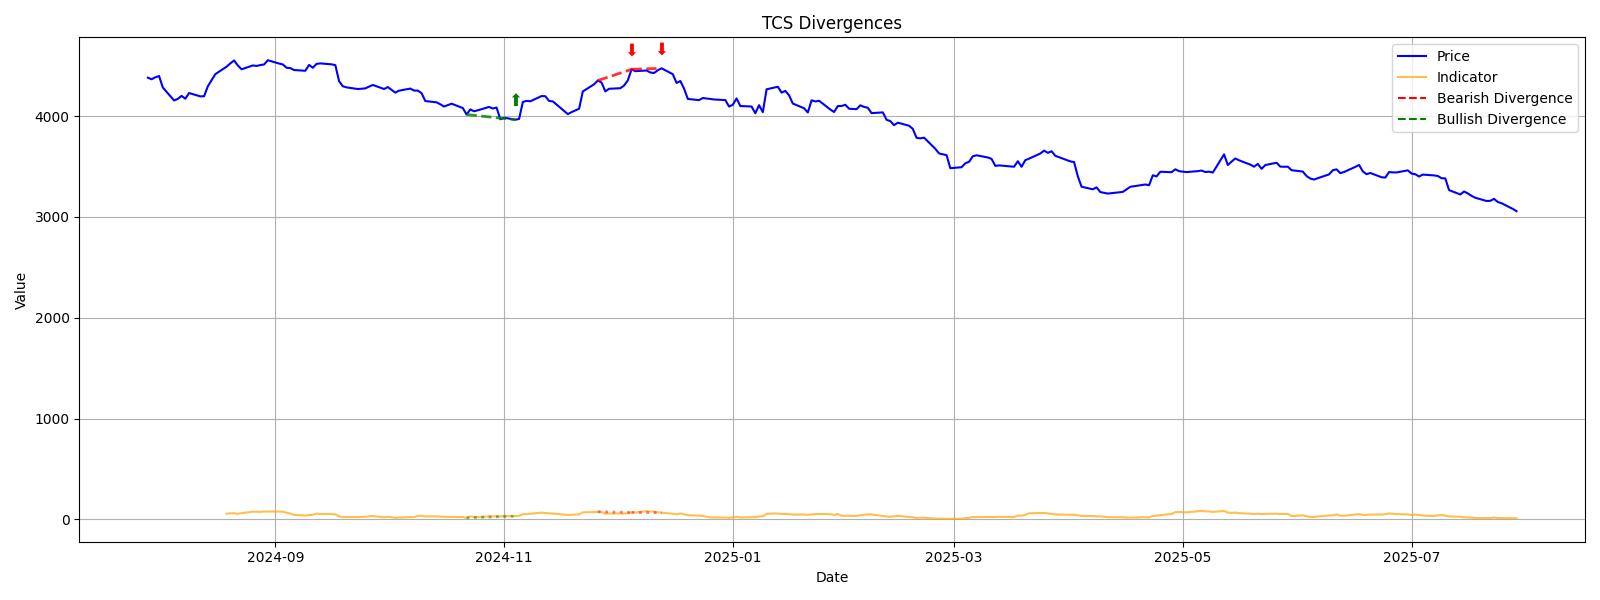 TCS Divergences
Price
Indicator
Bearish Divergence
Bullish Divergence
Value
4000
3000
2000
1000
0
2024-09
2024-11
2025-01
2025-03
2025-05
2025-07
Date